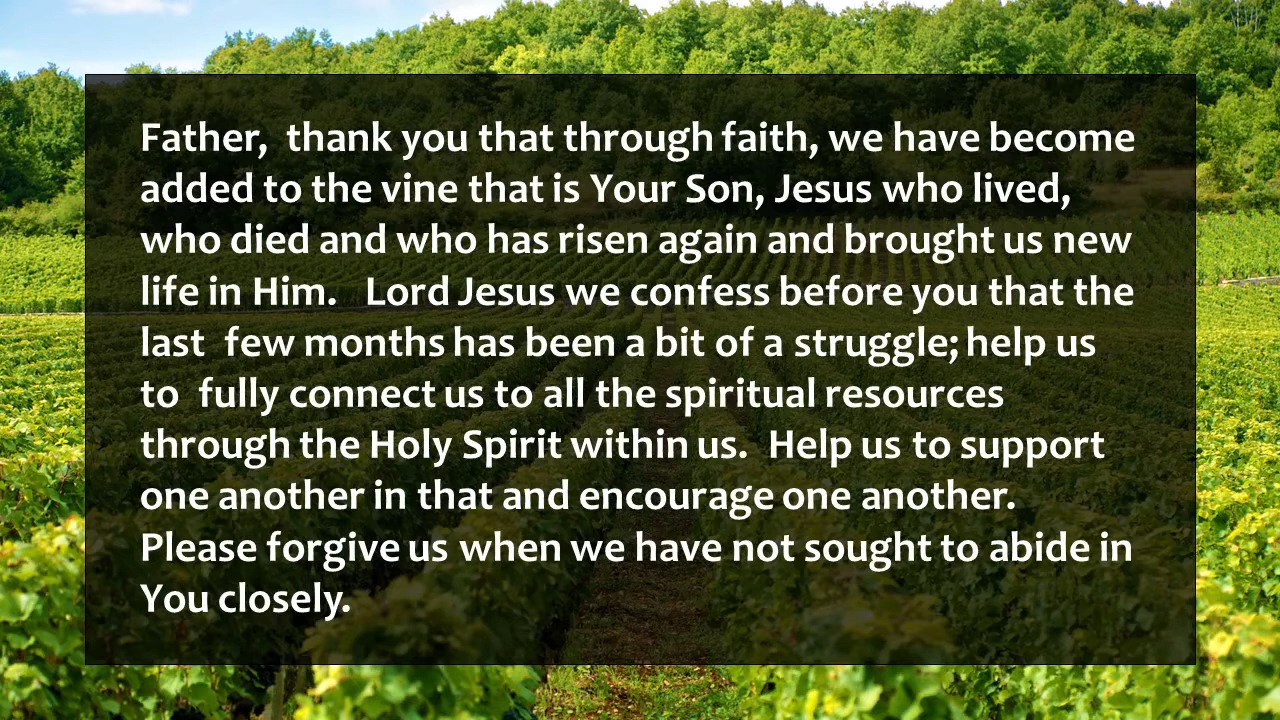 Father,  thank you that through faith, we have become
added to the vine that is Your Son, Jesus who lived,
who died and who has risen again and brought us new
life in Him.   Lord Jesus we confess before you that the
last  few months has been a bit of a struggle; help us
to  fully connect us to all the spiritual resources
through the Holy Spirit within us.  Help us to support
one another in that and encourage one another.
Please forgive us when we have not sought to abide in
You closely.